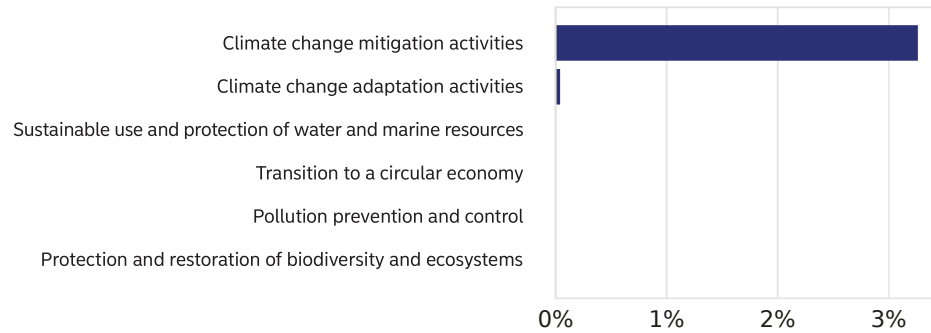 Climate change mitigation activities
Climate change adaptation activities
Sustainable use and protection of water and marine resources
Transition to a circular economy
Pollution prevention and control
Protection and restoration of biodiversity and ecosystems
0% 1% 2% 3%